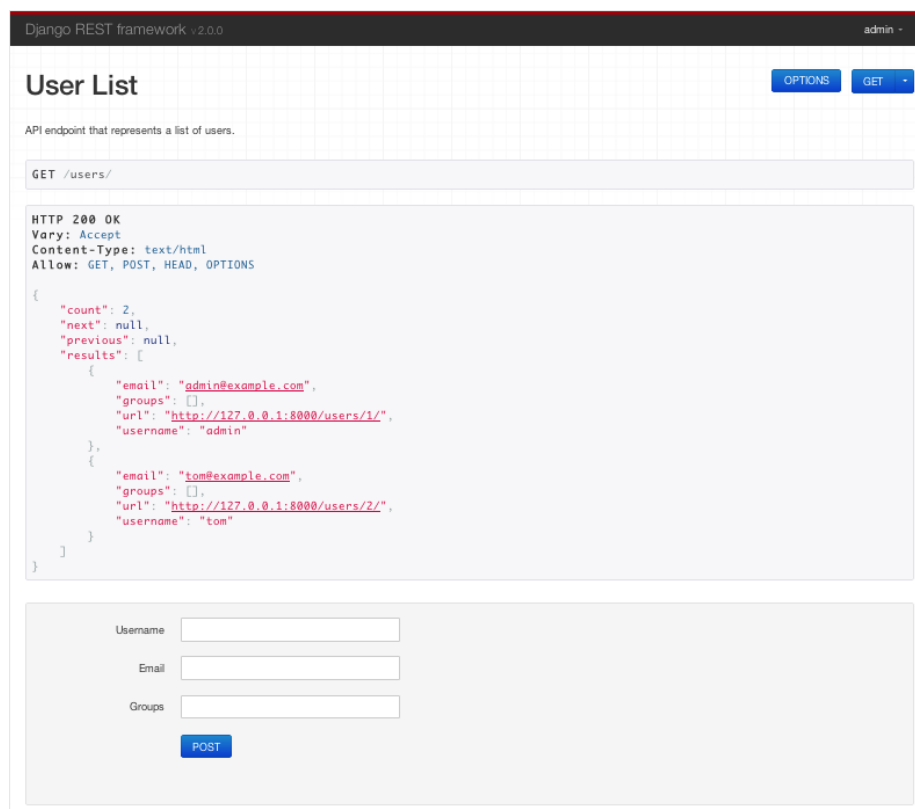 Django REST framework v 2.0.0
admin
User List
OPTIONS
GET
API endpoint that represents a list of users.
GET /users/
HTTP 200 OK
Vary: Accept
Content-Type: text/html
Allow: GET, POST, HEAD, OPTIONS
{
    "count": 2,
    "next": null,
    "previous": null,
    "results": [
        {
            "email": "admin@example.com",
            "groups": [],
            "url": "http://127.0.0.1:8000/users/1/",
            "username": "admin"
        },
        {
            "email": "tom@example.com",
            "groups": [],
            "url": "http://127.0.0.1:8000/users/2/",
            "username": "tom"
        }
    ]
}
Username
Email
Groups
POST